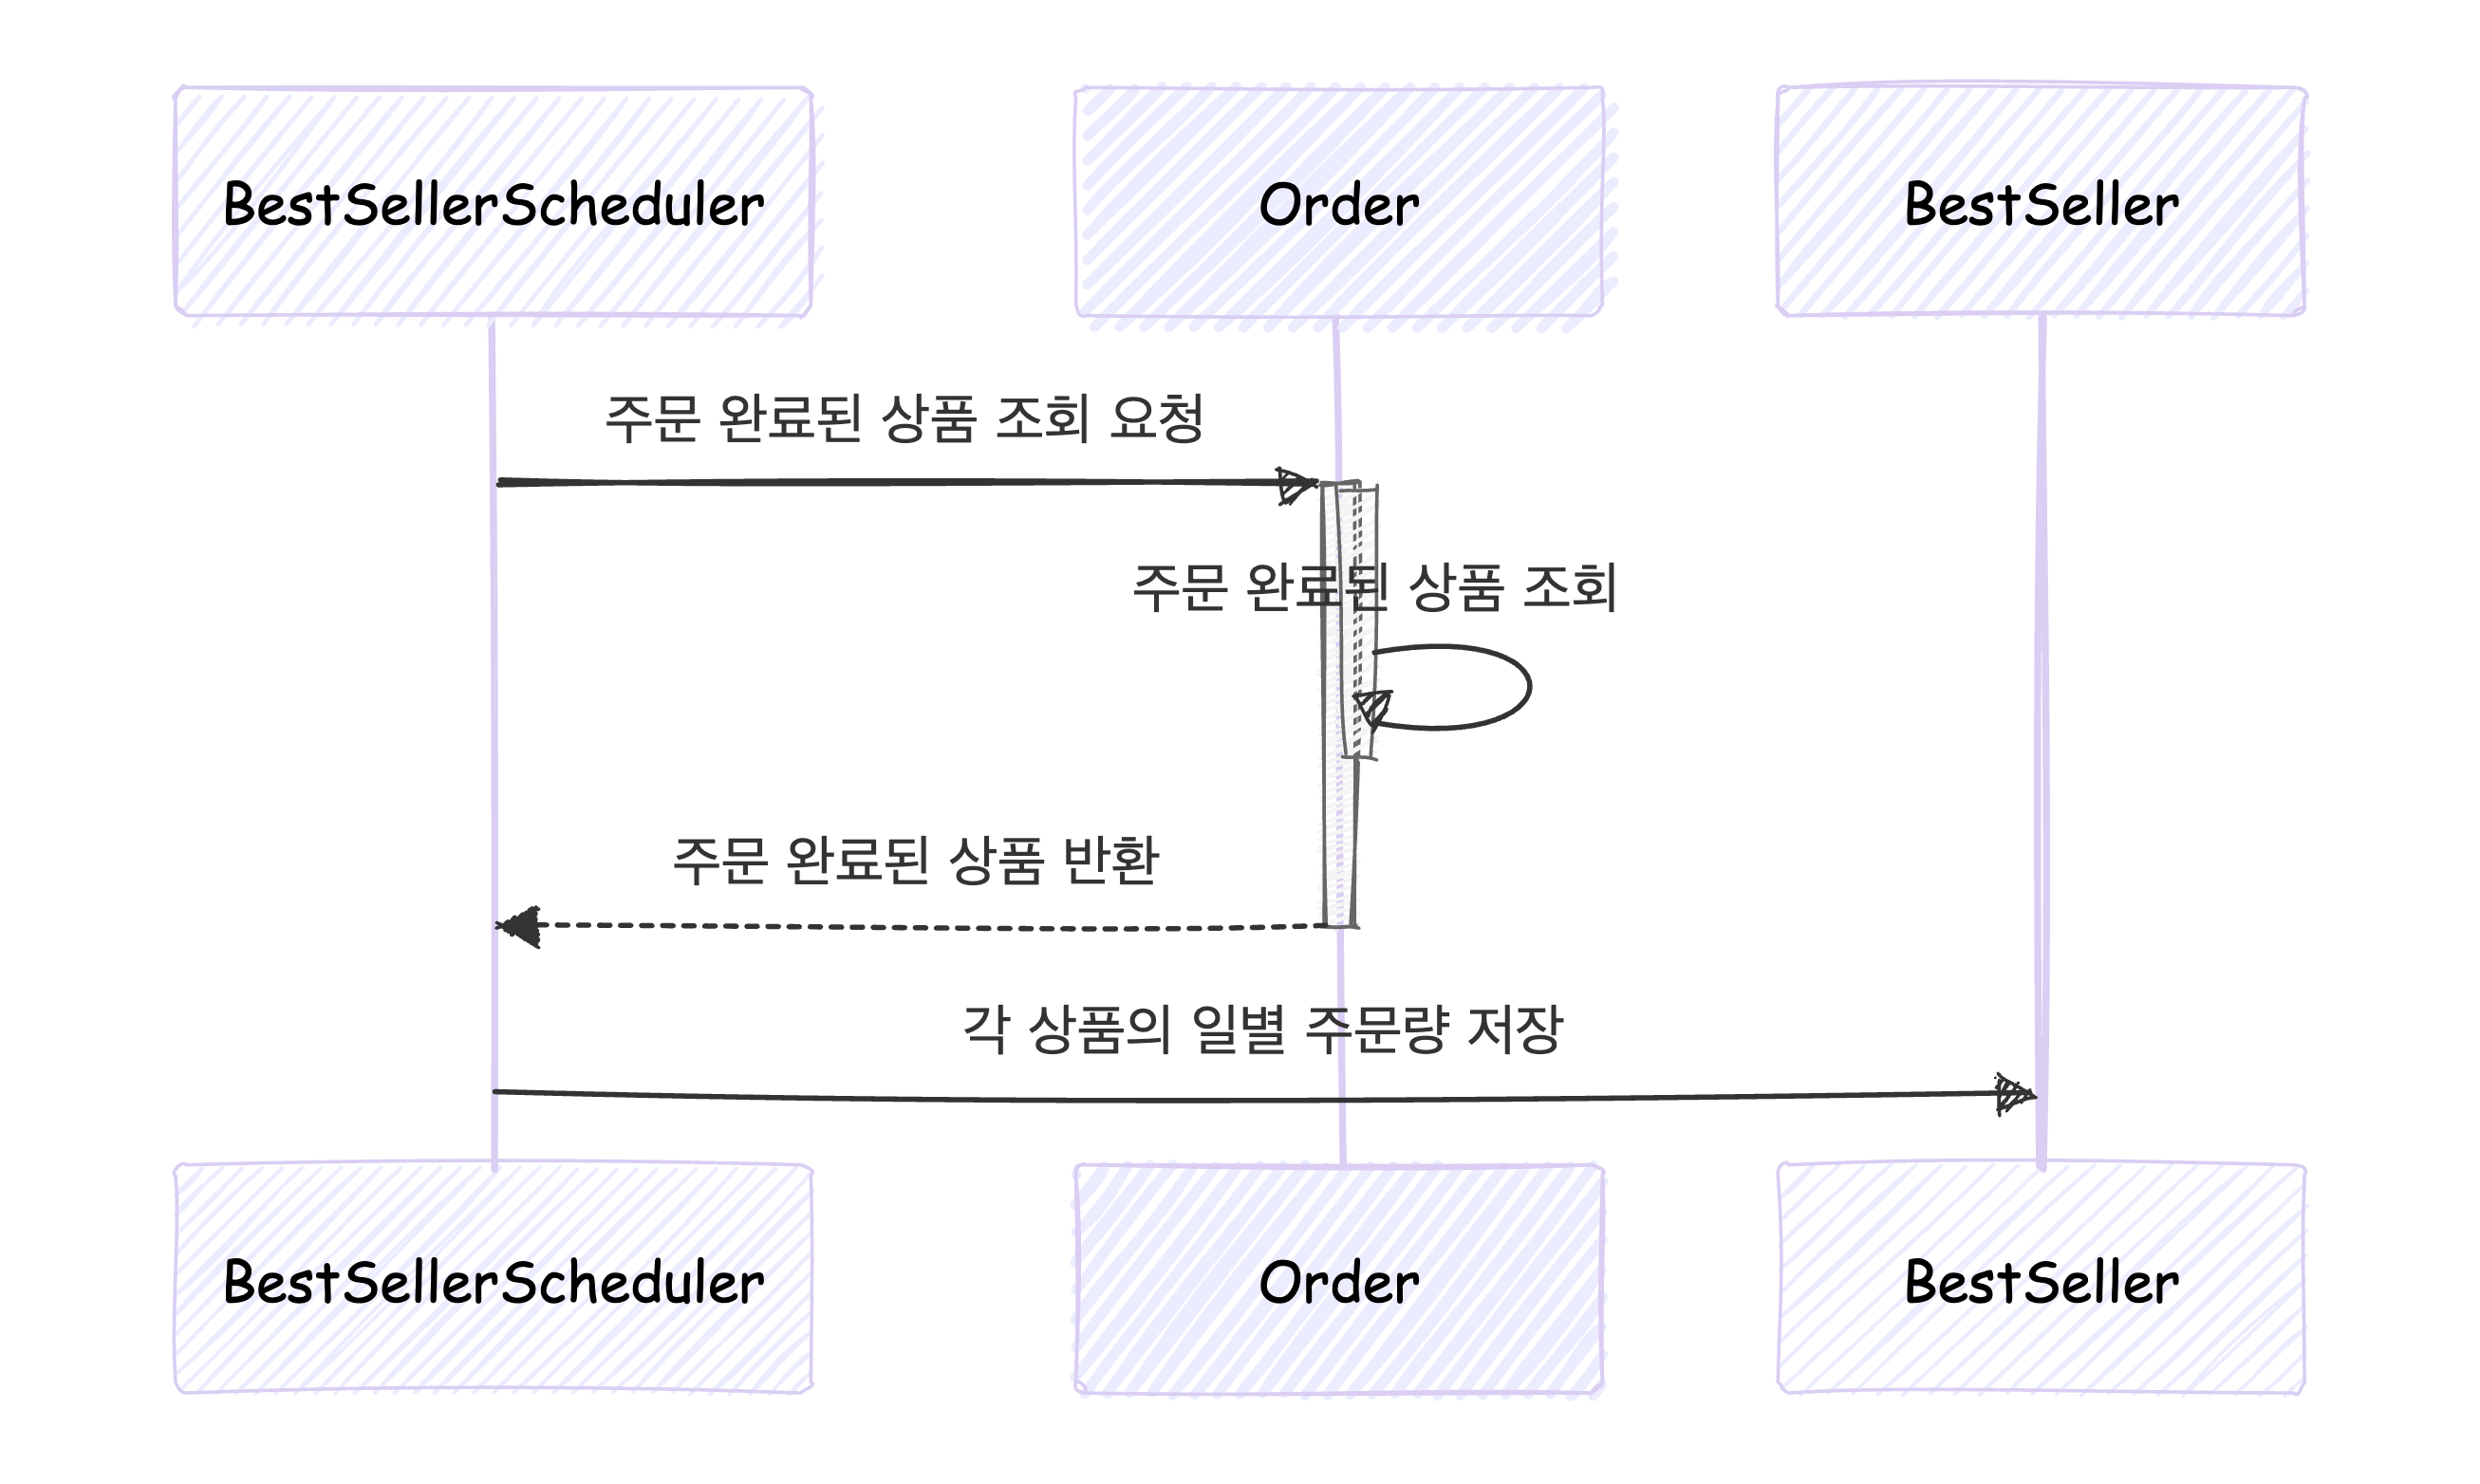 BestSellerScheduler
Order
BestSeller
주문 완료된 상품 조회 요청
주문 완료된 상품 조회
주문 완료된 상품 반환
각 상품의 일별 주문량 저장
BestSellerScheduler
Order
BestSeller